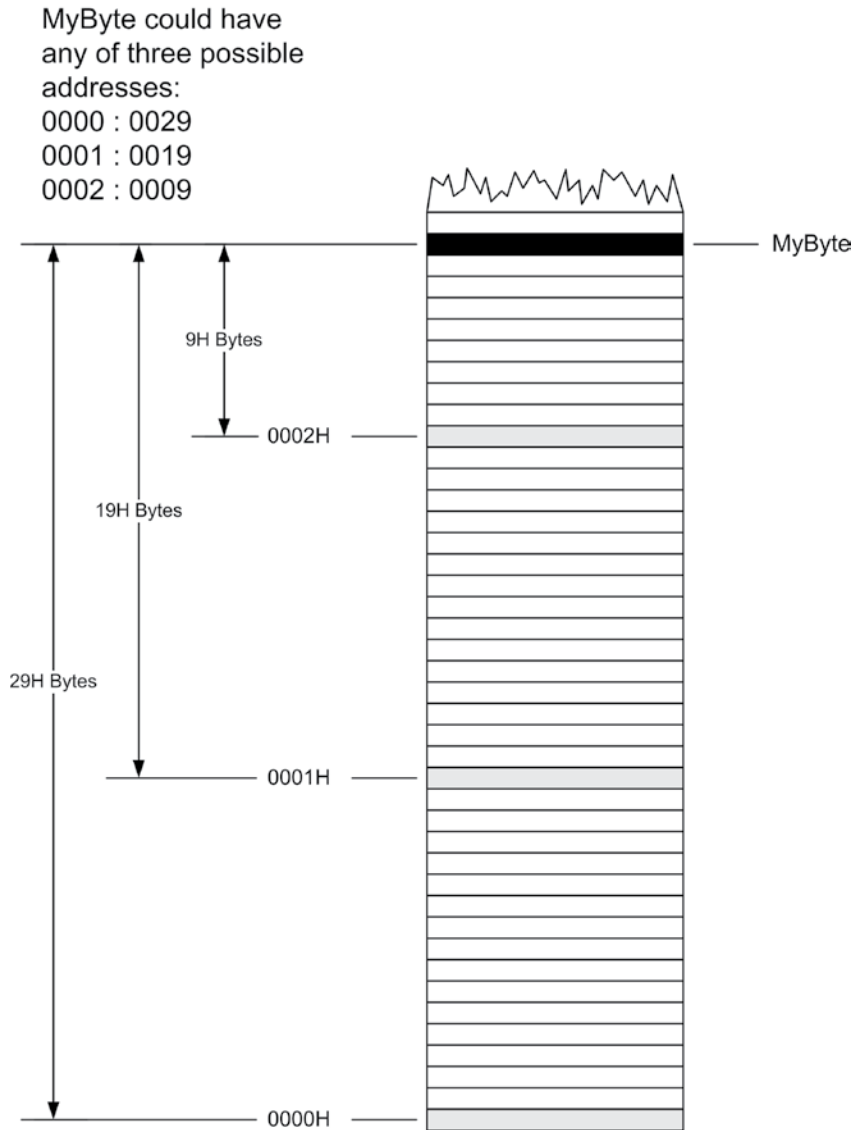 MyByte could have
any of three possible
addresses:
0000 : 0029
0001 : 0019
0002 : 0009
MyByte
9H Bytes
0002H
19H Bytes
29H Bytes
0001H
0000H